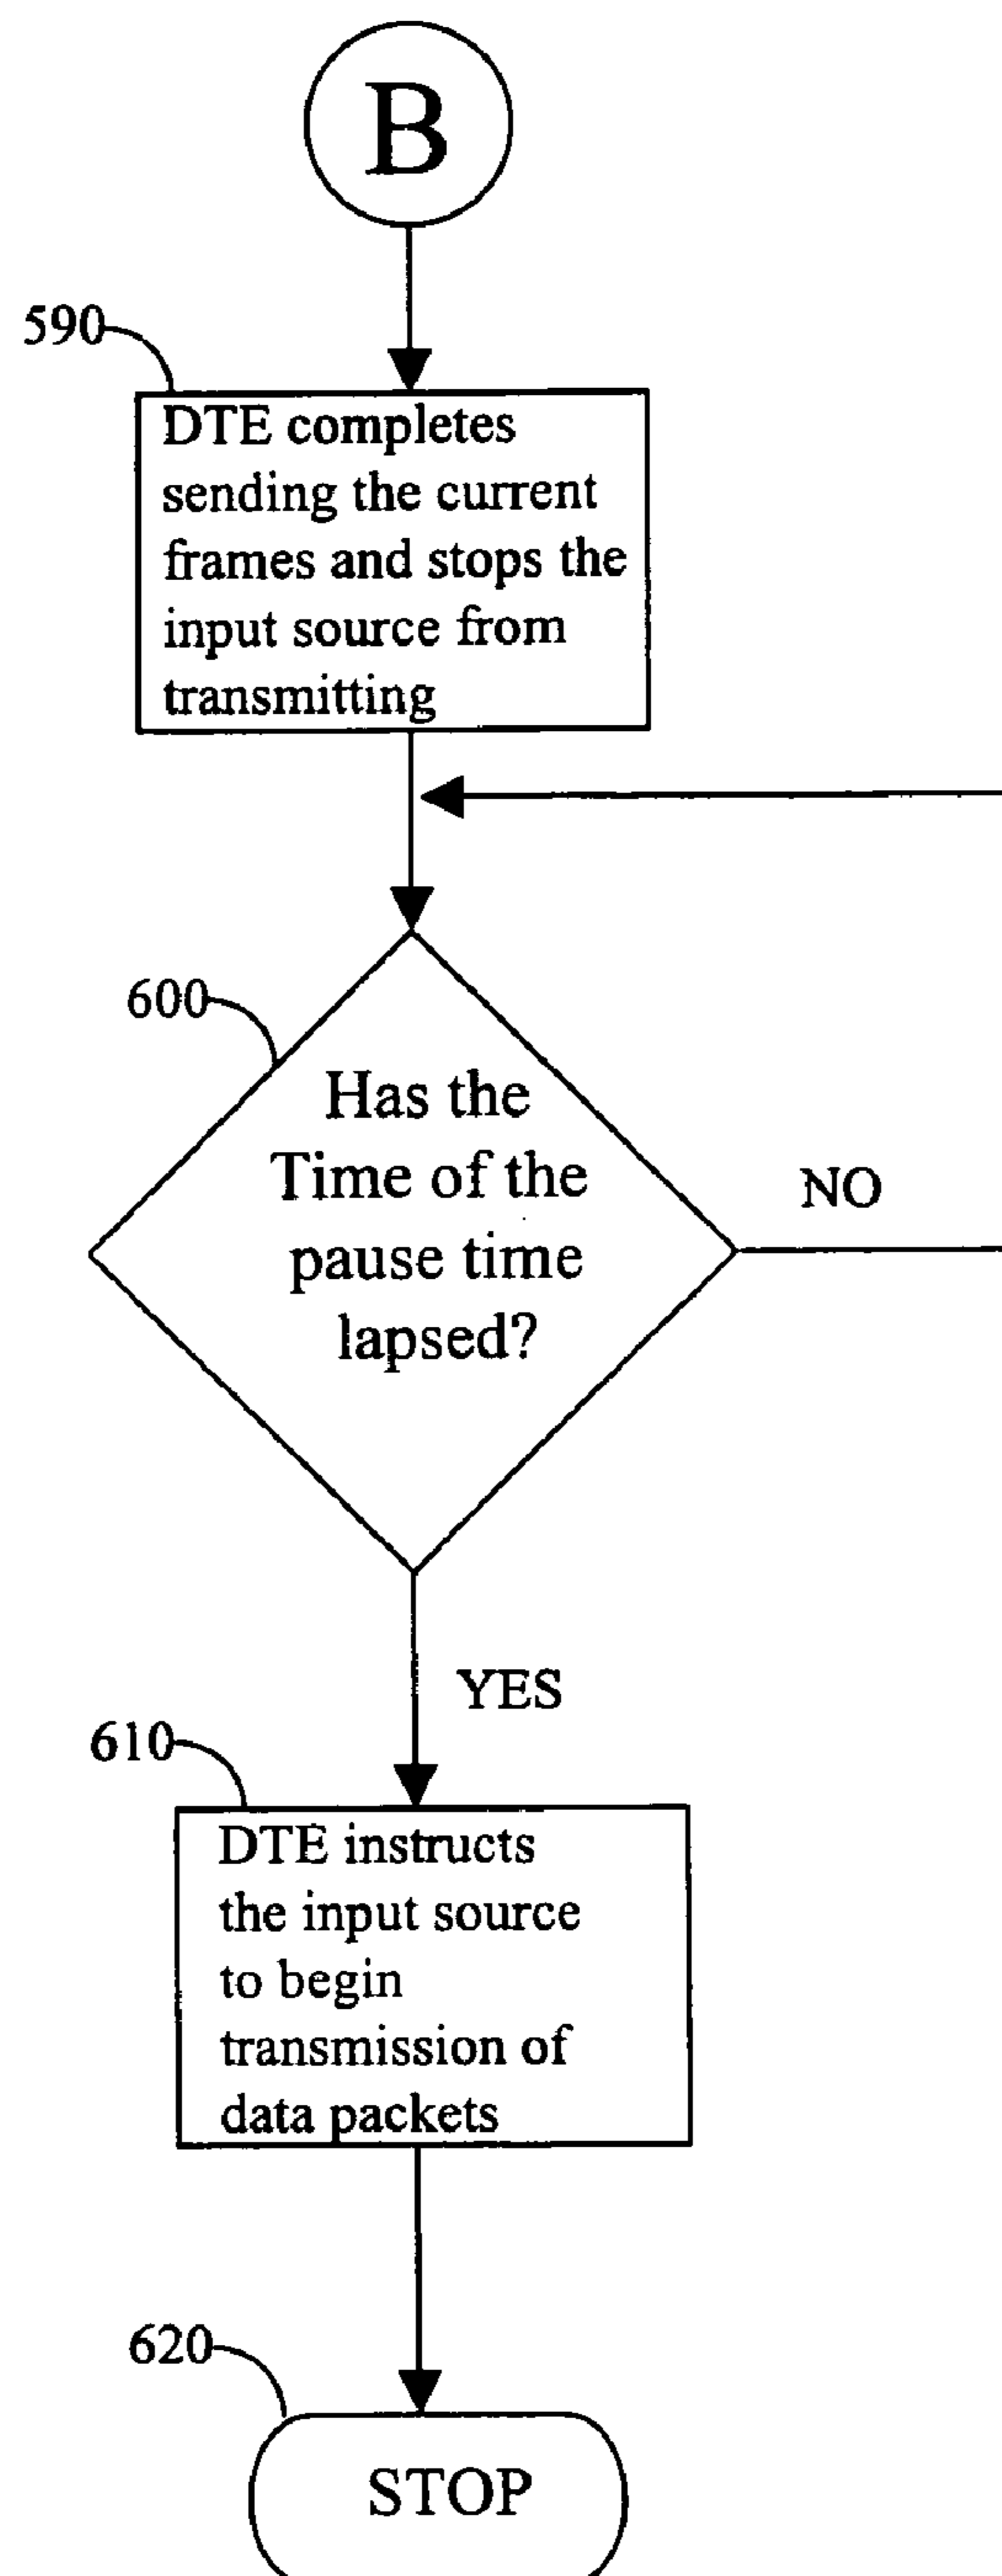 B
590
DTE completes
sending the current
frames and stops the
input source from
transmitting
600
Has the
Time of the
pause time
lapsed?
NO
YES
610
DTE instructs
the input source
to begin
transmission of
data packets
620
STOP